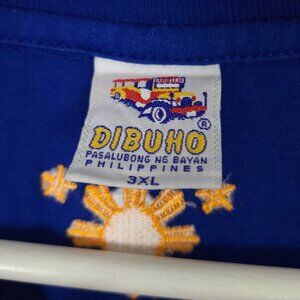 DIBUHO
®
PASALUBONG NG BAYAN
PHILIPPINES
3XL